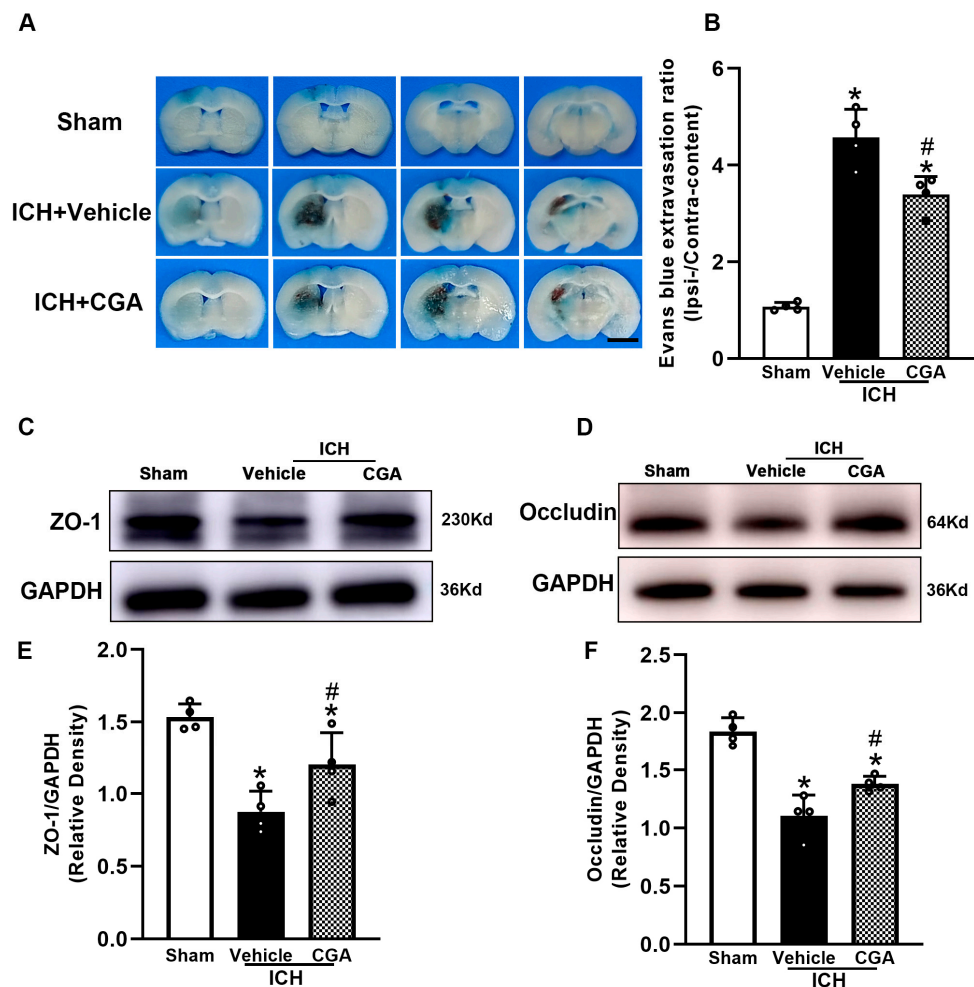 A
Sham
ICH+Vehicle
ICH+CGA
B
Evans blue extravasation ratio
(Ipsi-/Contra-content)
6
4
2
0
*
#
*
Sham Vehicle CGA
ICH
C
ICH
Sham Vehicle CGA
ZO-1 230Kd
GAPDH 36Kd
D
ICH
Sham Vehicle CGA
Occludin 64Kd
GAPDH 36Kd
E
ZO-1/GAPDH
(Relative Density)
2.0
1.5
1.0
0.5
0.0
*
#
*
Sham Vehicle CGA
ICH
F
Occludin/GAPDH
(Relative Density)
2.5
2.0
1.5
1.0
0.5
0.0
*
#
*
Sham Vehicle CGA
ICH